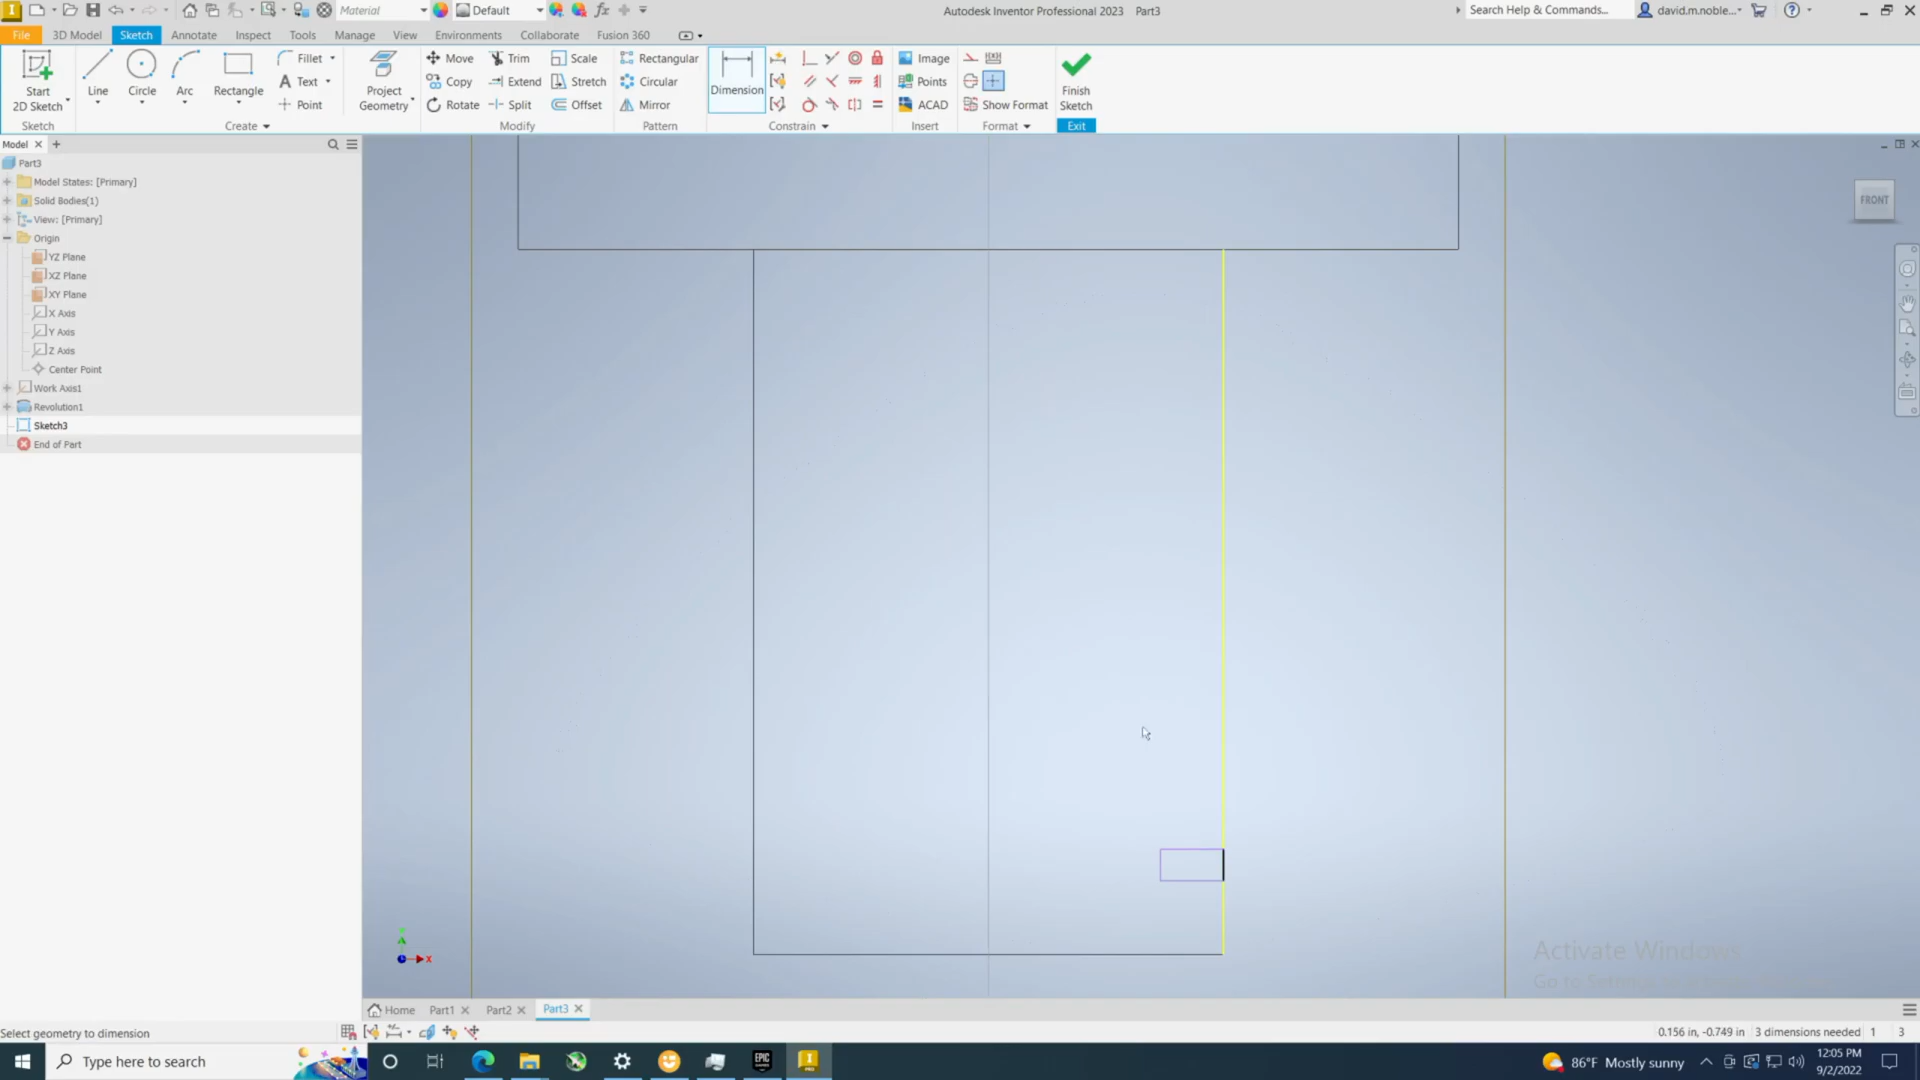 Material
Default
Autodesk Inventor Professional 2023 Part3
Search Help & Commands...
david.m.noble...
File 3D Model Sketch Annotate Inspect Tools Manage View Environments Collaborate Fusion 360
Start
2D Sketch
Line
Circle
Arc
Rectangle
Fillet
Text
Point
Project
Geometry
Move
Copy
Rotate
Trim
Extend
Split
Scale
Stretch
Offset
Rectangular
Circular
Mirror
Dimension
Image
Points
ACAD
Show Format
Finish
Sketch
Sketch Create Modify Pattern Constrain Insert Format Exit
Model
Part3
Model States: [Primary]
Solid Bodies(1)
View: [Primary]
Origin
YZ Plane
XZ Plane
XY Plane
X Axis
Y Axis
Z Axis
Center Point
Work Axis1
Revolution1
Sketch3
End of Part
FRONT
X
Activate Windows
Home Part1 Part2 Part3
Select geometry to dimension
0.156 in, -0.749 in 3 dimensions needed 1 3
Type here to search
EPIC
GAMES
PRO
86°F Mostly sunny
12:05 PM
9/2/2022